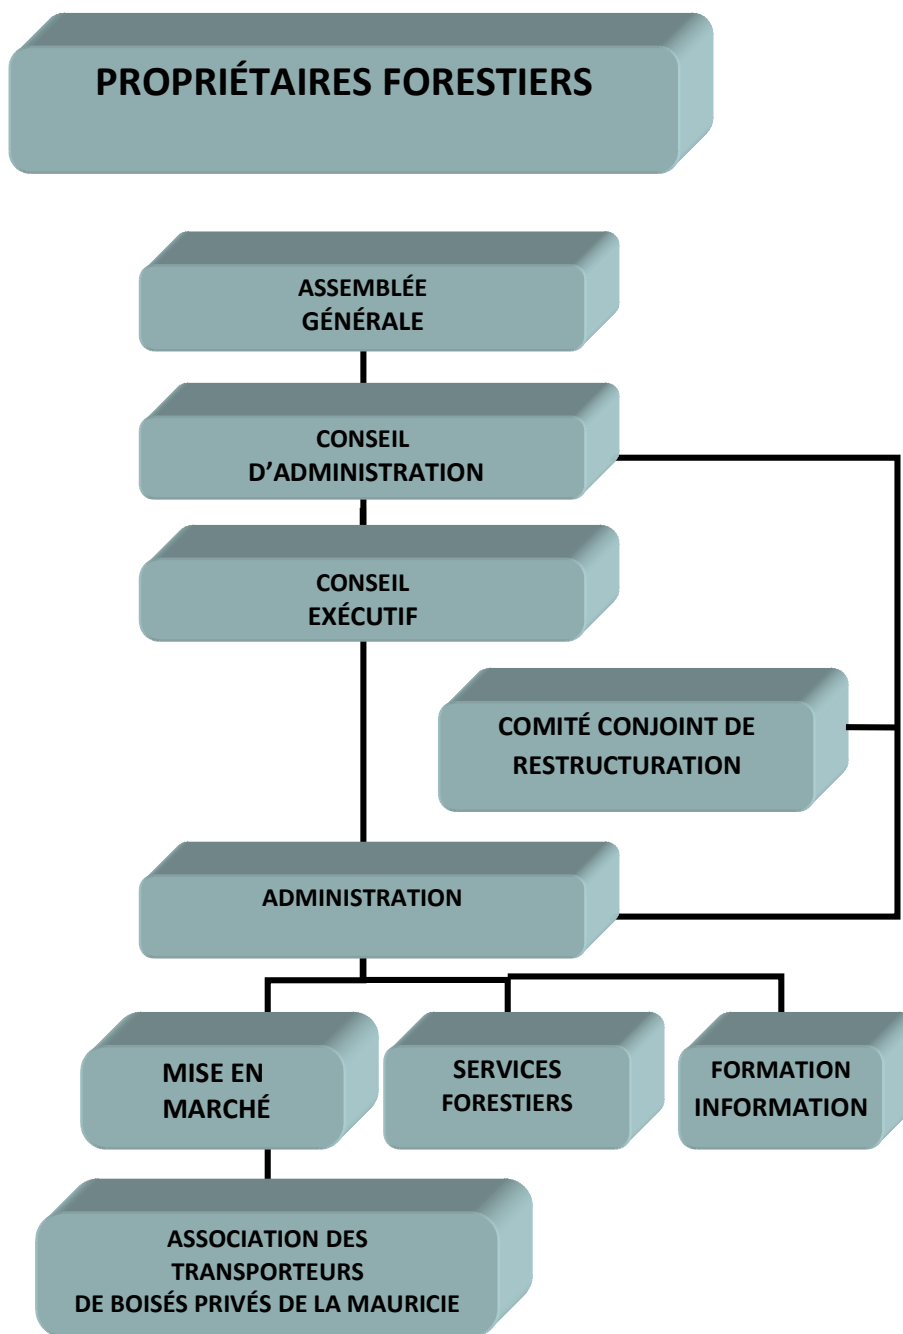 PROPRIÉTAIRES FORESTIERS
ASSEMBLÉE
GÉNÉRALE
CONSEIL
D’ADMINISTRATION
CONSEIL
EXÉCUTIF
COMITÉ CONJOINT DE
RESTRUCTURATION
ADMINISTRATION
MISE EN
MARCHÉ
SERVICES
FORESTIERS
FORMATION
INFORMATION
ASSOCIATION DES
TRANSPORTEURS
DE BOISÉS PRIVÉS DE LA MAURICIE